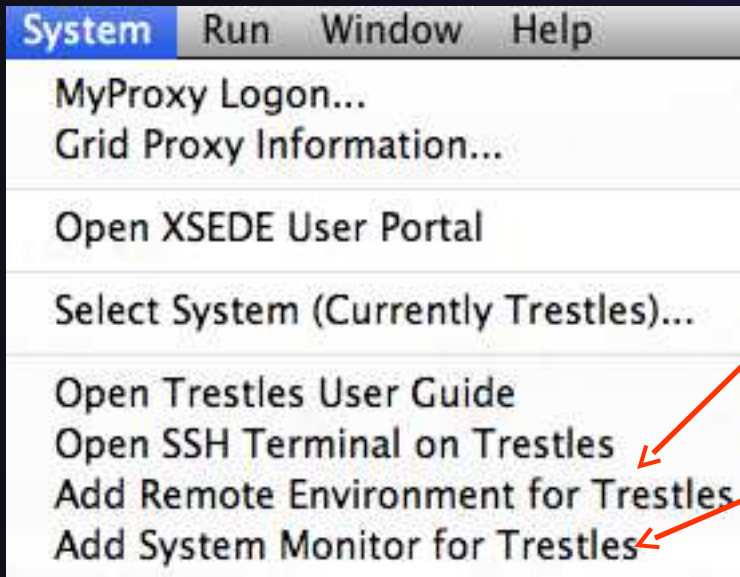 System Run Window Help
MyProxy Logon...
Grid Proxy Information...
Open XSEDE User Portal
Select System (Currently Trestles)...
Open Trestles User Guide
Open SSH Terminal on Trestles
Add Remote Environment for Trestles
Add System Monitor for Trestles